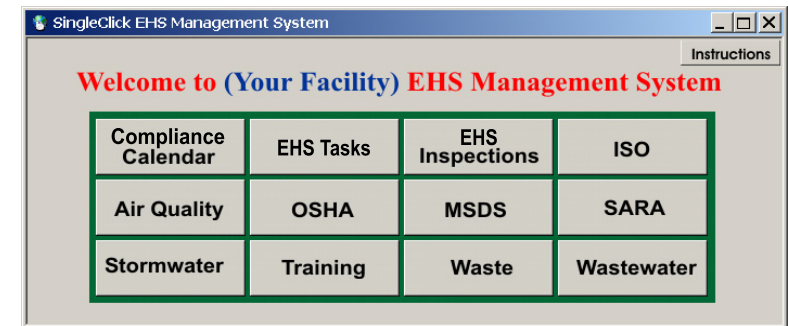 SingleClick EHS Management System
Instructions
Welcome to (Your Facility) EHS Management System
Compliance
Calendar
EHS Tasks
EHS
Inspections
ISO
Air Quality
OSHA
MSDS
SARA
Stormwater
Training
Waste
Wastewater